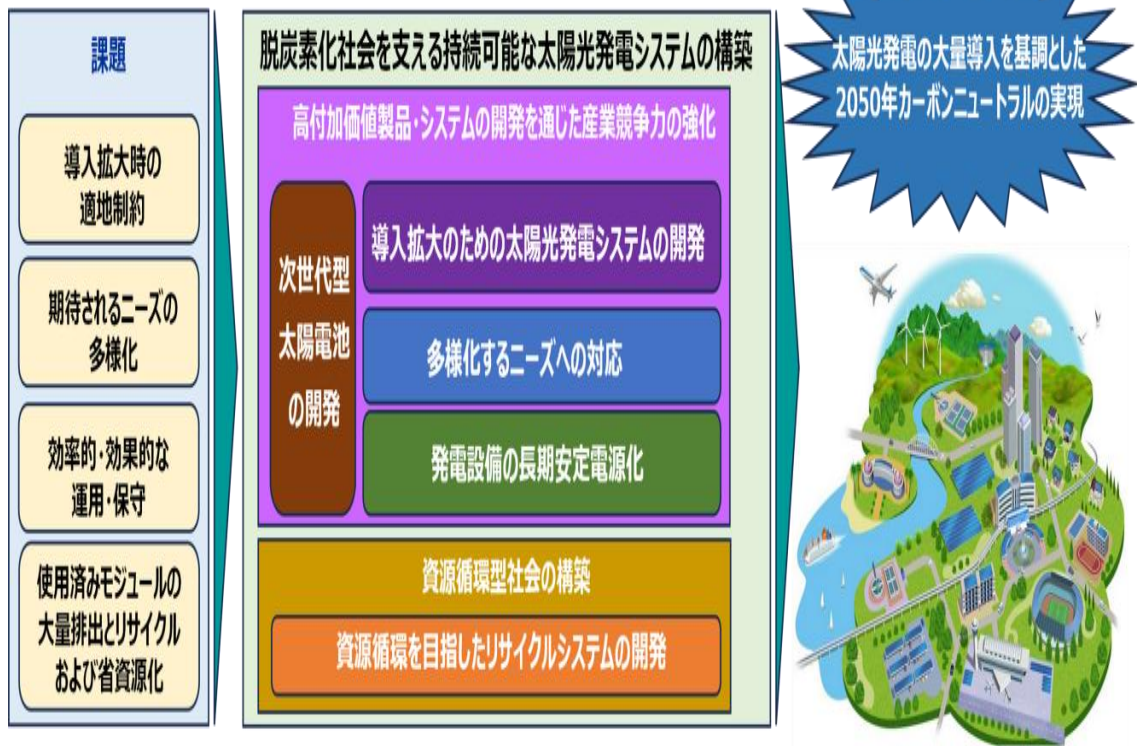 課題
導入拡大時の
適地制約
期待されるニーズの
多様化
効率的・効果的な
運用・保守
使用済みモジュールの
大量排出とリサイクル
および省資源化
脱炭素化社会を支える持続可能な太陽光発電システムの構築
高付加価値製品・システムの開発を通じた産業競争力の強化
次世代型
太陽電池
の開発
導入拡大のための太陽光発電システムの開発
多様化するニーズへの対応
発電設備の長期安定電源化
資源循環型社会の構築
資源循環を目指したリサイクルシステムの開発
太陽光発電の大量導入を基調とした
2050年カーボンニュートラルの実現